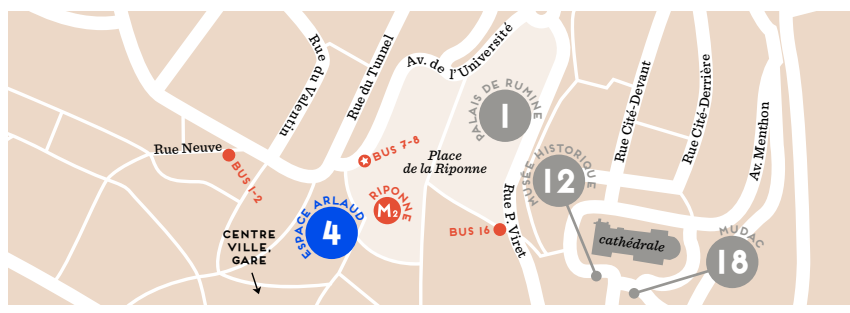 Rue du Valentin
Rue du Tunnel
Av. de l'Université
Rue Neuve
BUS 1-2
BUS 7-8
PALAIS DE RUMINE
1
Place
de la Riponne
Rue Cité-Devant
Rue Cité-Derrière
Av. Menthon
MUSÉE HISTORIQUE
12
RIPONNE
M2
ESPACE ARLAUD
4
CENTRE
VILLE,
GARE
BUS 16
Rue P. Viret
cathédrale
MUDAC
18